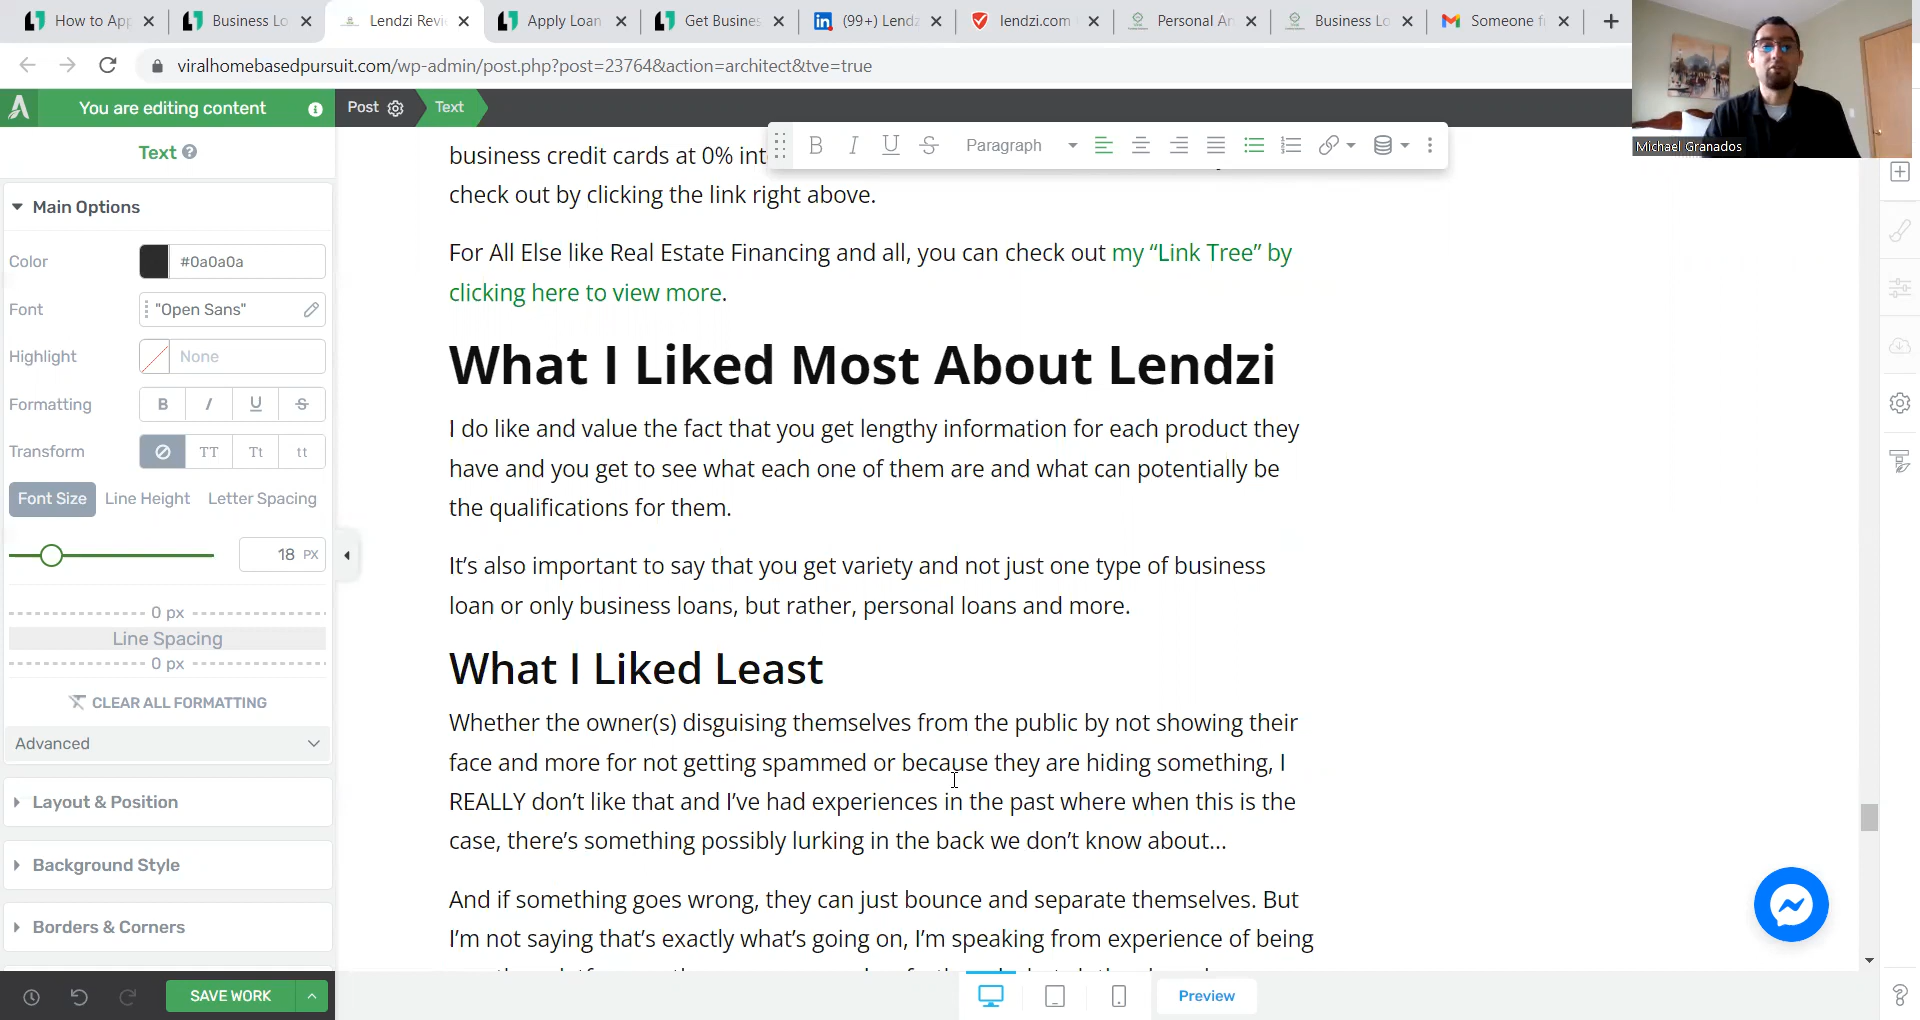 How to App
Business Lo
Lendzi Revie
Apply Loan
Get Busines
(99+) Lendz
lendzi.com
Personal An
Business Lo
Someone fi
viralhomebasedpursuit.com/wp-admin/post.php?post=23764&action=architect&tve=true
Michael Granados
You are editing content
Post
Text
Text
Paragraph
Main Options
Color
#0a0a0a
Font
"Open Sans"
Highlight
None
Formatting
B I U S
Transform
TT Tt tt
Font Size Line Height Letter Spacing
18 PX
0 px
Line Spacing
0 px
CLEAR ALL FORMATTING
Advanced
Layout & Position
Background Style
Borders & Corners
SAVE WORK
business credit cards at 0%
check out by clicking the link right above.
For All Else like Real Estate Financing and all, you can check out my “Link Tree” by
clicking here to view more.
What I Liked Most About Lendzi
I do like and value the fact that you get lengthy information for each product they
have and you get to see what each one of them are and what can potentially be
the qualifications for them.
It’s also important to say that you get variety and not just one type of business
loan or only business loans, but rather, personal loans and more.
What I Liked Least
Whether the owner(s) disguising themselves from the public by not showing their
face and more for not getting spammed or because they are hiding something, I
REALLY don’t like that and I’ve had experiences in the past where when this is the
case, there’s something possibly lurking in the back we don’t know about...
And if something goes wrong, they can just bounce and separate themselves. But
I’m not saying that’s exactly what’s going on, I’m speaking from experience of being
Preview